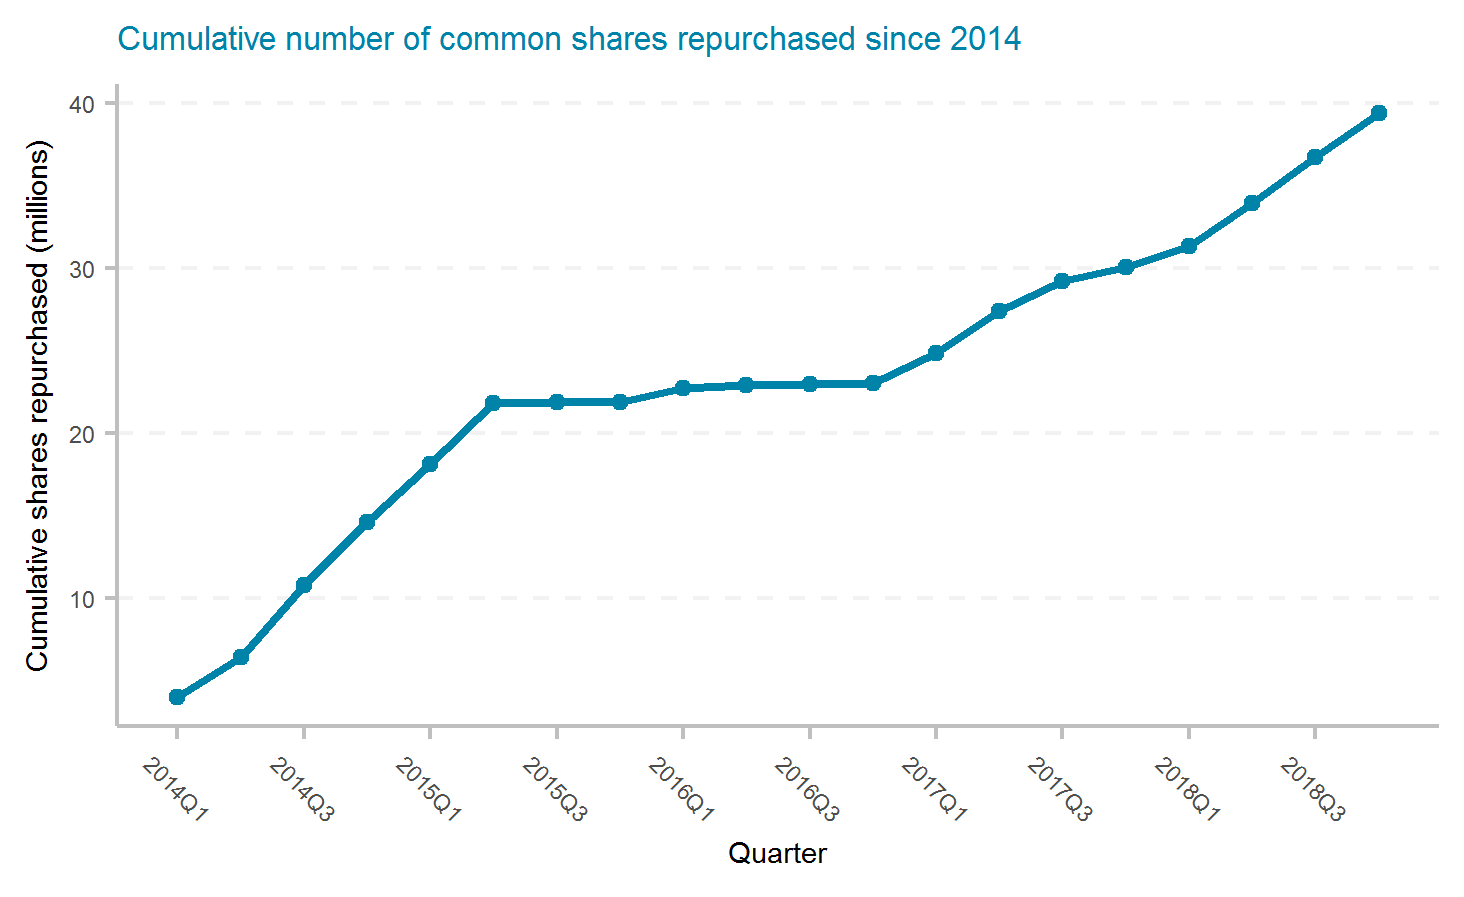 Cumulative number of common shares repurchased since 2014
Cumulative shares repurchased (millions)
40
30
20
10
2014Q1
2014Q3
2015Q1
2015Q3
2016Q1
2016Q3
2017Q1
2017Q3
2018Q1
2018Q3
Quarter